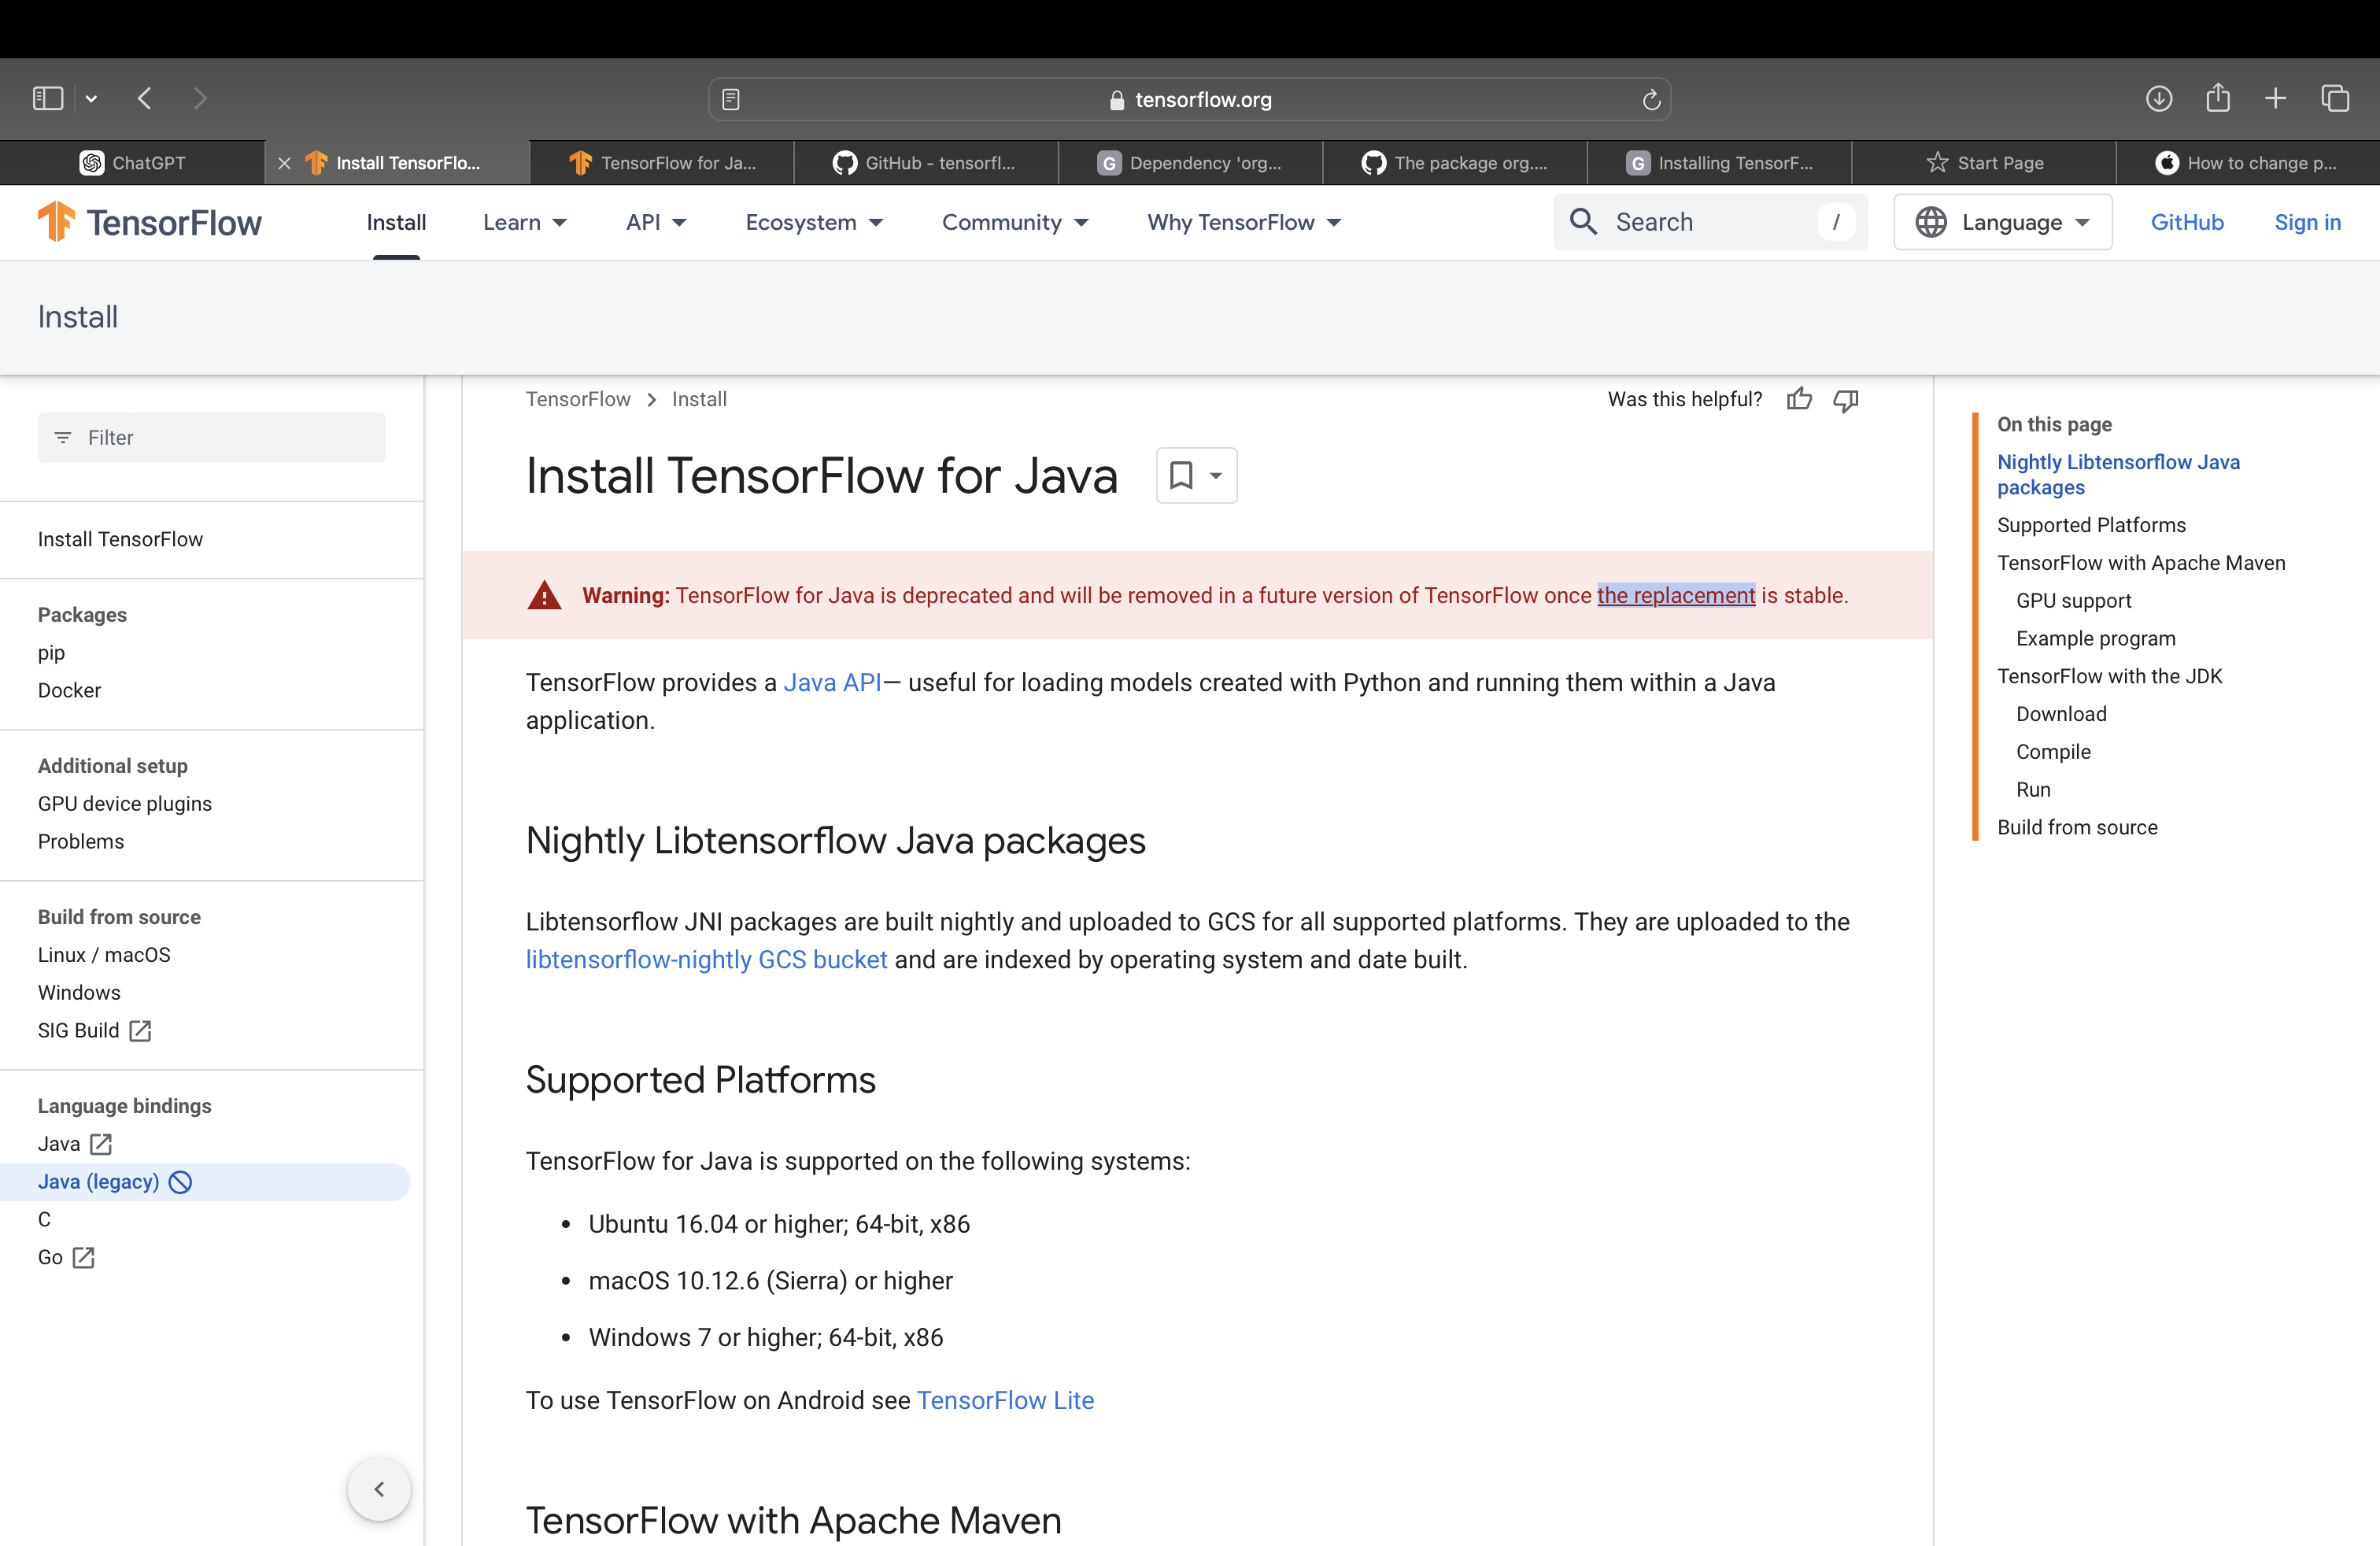 tensorflow.org
ChatGPT
Install TensorFlo...
TensorFlow for Ja...
GitHub - tensorfl...
Dependency 'org...
The package org....
Installing TensorF...
Start Page
How to change p...
TensorFlow
Install
Learn
API
Ecosystem
Community
Why TensorFlow
Search
/
Language
GitHub
Sign in
Install
Filter
Install TensorFlow
Packages
pip
Docker
Additional setup
GPU device plugins
Problems
Build from source
Linux / macOS
Windows
SIG Build
Language bindings
Java
Java (legacy)
C
Go
TensorFlow > Install
Was this helpful?
Install TensorFlow for Java
Warning: TensorFlow for Java is deprecated and will be removed in a future version of TensorFlow once the replacement is stable.
TensorFlow provides a Java API— useful for loading models created with Python and running them within a Java
application.
Nightly Libtensorflow Java packages
Libtensorflow JNI packages are built nightly and uploaded to GCS for all supported platforms. They are uploaded to the
libtensorflow-nightly GCS bucket and are indexed by operating system and date built.
Supported Platforms
TensorFlow for Java is supported on the following systems:
• Ubuntu 16.04 or higher; 64-bit, x86
• macOS 10.12.6 (Sierra) or higher
• Windows 7 or higher; 64-bit, x86
To use TensorFlow on Android see TensorFlow Lite
TensorFlow with Apache Maven
On this page
Nightly Libtensorflow Java
packages
Supported Platforms
TensorFlow with Apache Maven
GPU support
Example program
TensorFlow with the JDK
Download
Compile
Run
Build from source